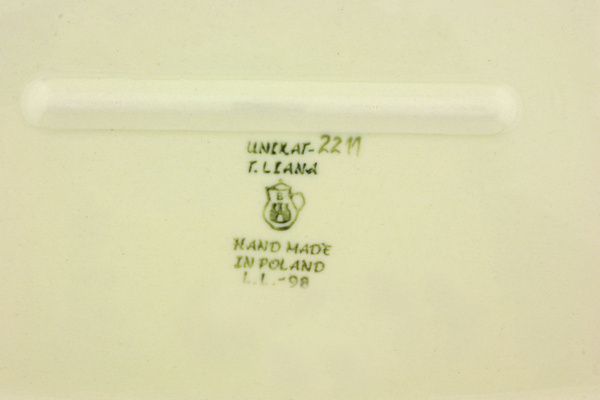 UNIKAT-2211
T. LIANA
B
HAND MADE
IN POLAND
L.L.-98